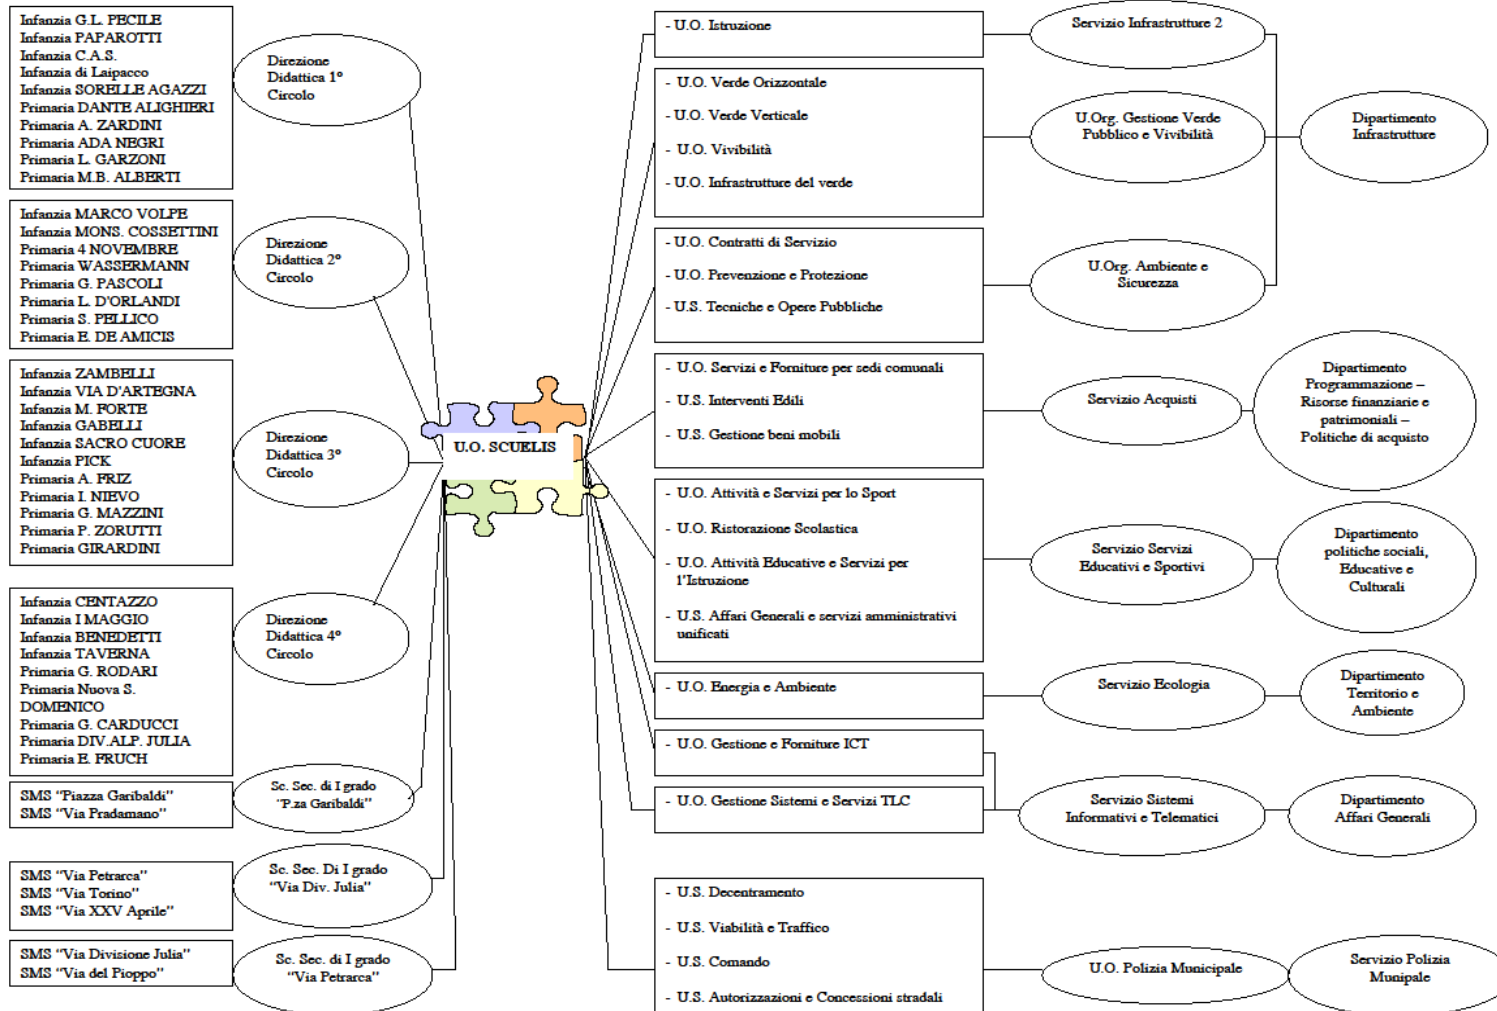 Infanzia G.L. PECILE
Infanzia PAPAROTTI
Infanzia C.A.S.
Infanzia di Laipacco
Infanzia SORELLE AGAZZI
Primaria DANTE ALIGHIERI
Primaria A. ZARDINI
Primaria ADA NEGRI
Primaria L. GARZONI
Primaria M.B. ALBERTI
Direzione
Didattica 1°
Circolo
Infanzia MARCO VOLPE
Infanzia MONS. COSSETTINI
Primaria 4 NOVEMBRE
Primaria WASSERMANN
Primaria G. PASCOLI
Primaria L. D'ORLANDI
Primaria S. PELLICO
Primaria E. DE AMICIS
Direzione
Didattica 2°
Circolo
Infanzia ZAMBELLI
Infanzia VIA D'ARTEGNA
Infanzia M. FORTE
Infanzia GABELLI
Infanzia SACRO CUORE
Infanzia PICK
Primaria A. FRIZ
Primaria I. NIEVO
Primaria G. MAZZINI
Primaria P. ZORUTTI
Primaria GIRARDINI
Direzione
Didattica 3°
Circolo
Infanzia CENTAZZO
Infanzia I MAGGIO
Infanzia BENEDETTI
Infanzia TAVERNA
Primaria G. RODARI
Primaria Nuova S.
DOMENICO
Primaria G. CARDUCCI
Primaria DIV.ALP. JULIA
Primaria E. FRUCH
Direzione
Didattica 4°
Circolo
SMS "Piazza Garibaldi"
SMS "Via Pradamano"
Sc. Sec. di I grado
"P.za Garibaldi"
SMS "Via Petrarca"
SMS "Via Torino"
SMS "Via XXV Aprile"
Sc. Sec. Di I grado
"Via Div. Julia"
SMS "Via Divisione Julia"
SMS "Via del Pioppo"
Sc. Sec. di I grado
"Via Petrarca"
U.O. SCUELIS
- U.O. Istruzione
Servizio Infrastrutture 2
- U.O. Verde Orizzontale
- U.O. Verde Verticale
- U.O. Vivibilità
- U.O. Infrastrutture del verde
U.Org. Gestione Verde
Pubblico e Vivibilità
Dipartimento
Infrastrutture
- U.O. Contratti di Servizio
- U.O. Prevenzione e Protezione
- U.S. Tecniche e Opere Pubbliche
U.Org. Ambiente e
Sicurezza
- U.O. Servizi e Forniture per sedi comunali
- U.S. Interventi Edili
- U.S. Gestione beni mobili
Servizio Acquisti
Dipartimento
Programmazione –
Risorse finanziarie e
patrimoniali –
Politiche di acquisto
- U.O. Attività e Servizi per lo Sport
- U.O. Ristorazione Scolastica
- U.O. Attività Educative e Servizi per
l'Istruzione
- U.S. Affari Generali e servizi amministrativi
unificati
Servizio Servizi
Educativi e Sportivi
Dipartimento
politiche sociali,
Educative e
Culturali
- U.O. Energia e Ambiente
Servizio Ecologia
Dipartimento
Territorio e
Ambiente
- U.O. Gestione e Forniture ICT
- U.O. Gestione Sistemi e Servizi TLC
Servizio Sistemi
Informativi e Telematici
Dipartimento
Affari Generali
- U.S. Decentramento
- U.S. Viabilità e Traffico
- U.S. Comando
- U.S. Autorizzazioni e Concessioni stradali
U.O. Polizia Municipale
Servizio Polizia
Munipale